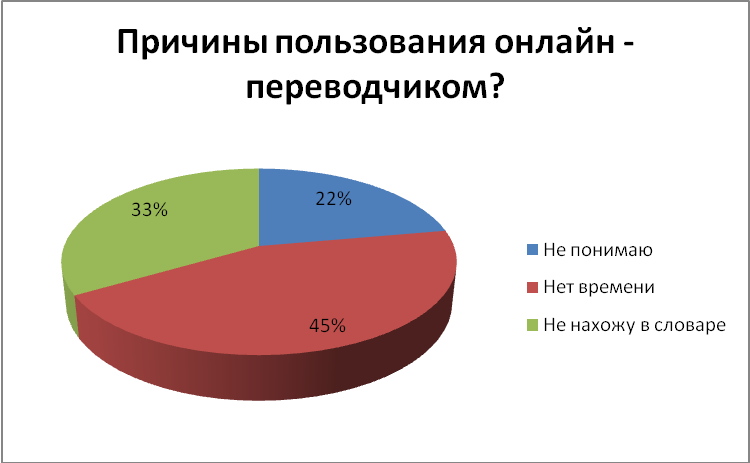 Причины пользования онлайн -
переводчиком?
22%
33%
45%
Не понимаю
Нет времени
Не нахожу в словаре